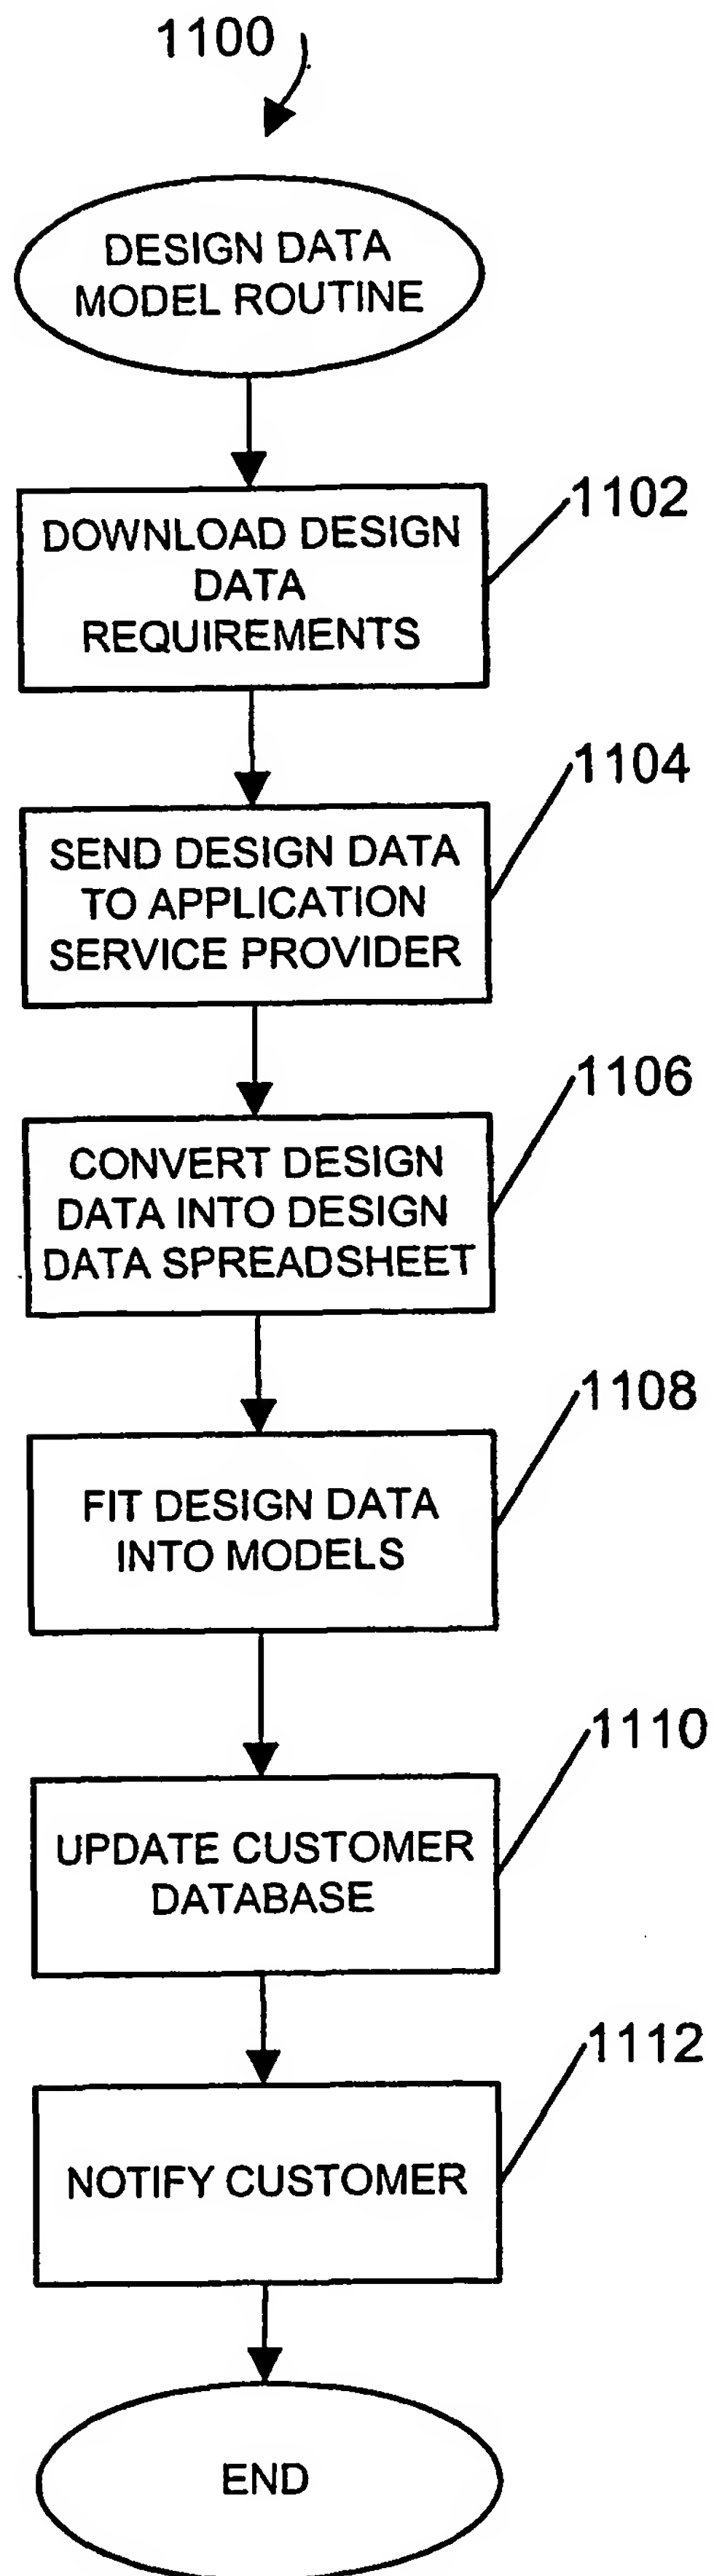 1100
DESIGN DATA
MODEL ROUTINE
1102
DOWNLOAD DESIGN
DATA
REQUIREMENTS
1104
SEND DESIGN DATA
TO APPLICATION
SERVICE PROVIDER
1106
CONVERT DESIGN
DATA INTO DESIGN
DATA SPREADSHEET
1108
FIT DESIGN DATA
INTO MODELS
1110
UPDATE CUSTOMER
DATABASE
1112
NOTIFY CUSTOMER
END